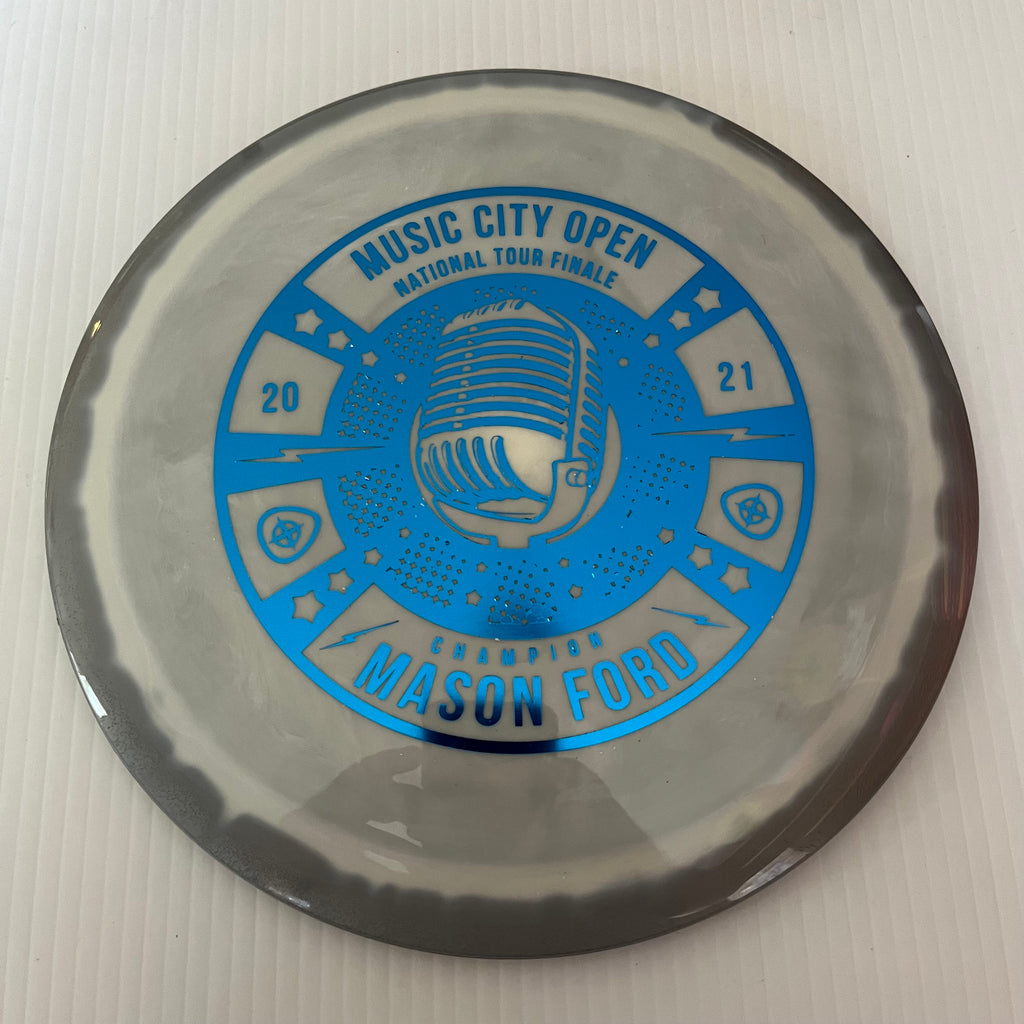 MUSIC CITY OPEN
NATIONAL TOUR FINALE
20 21
CHAMPION
MASON FORD